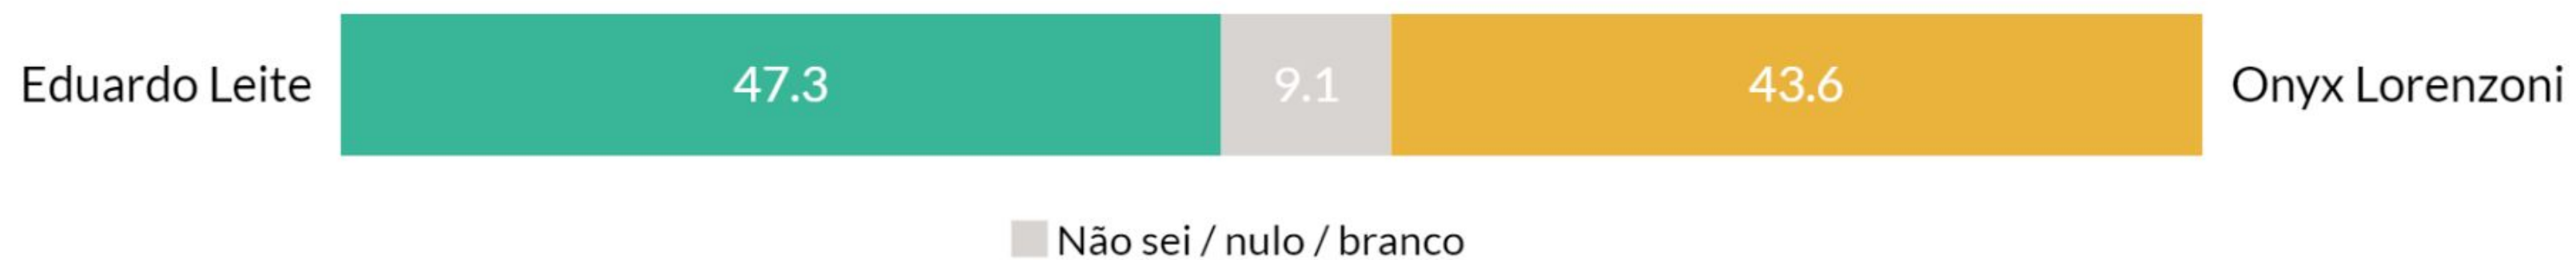 Eduardo Leite 47.3 9.1 43.6 Onyx Lorenzoni
Não sei / nulo / branco